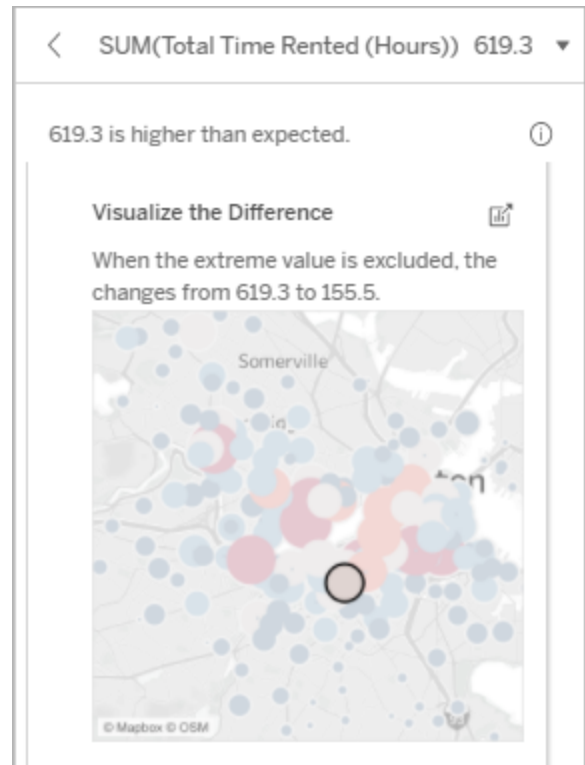 SUM(Total Time Rented (Hours)) 619.3
619.3 is higher than expected.
Visualize the Difference
When the extreme value is excluded, the
changes from 619.3 to 155.5.
Somerville
© Mapbox © OSM